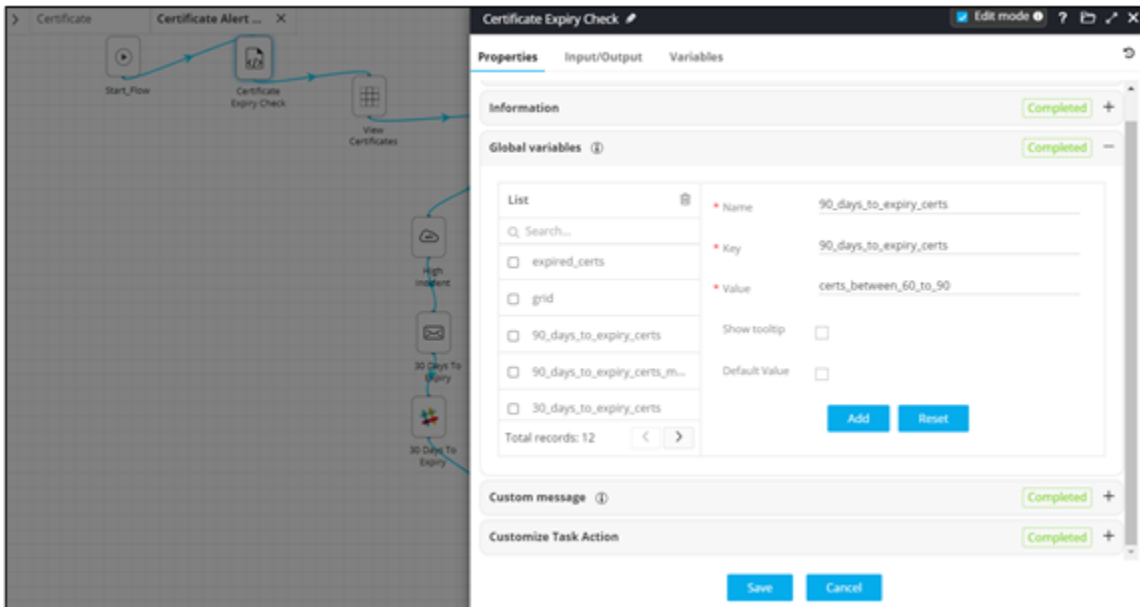 Certificate
Certificate Alert ...
Certificate Expiry Check
Edit mode
?
Properties
Input/Output
Variables
Start_Flow
Certificate
Expiry Check
View
Certificates
High
Incident
30 Days To
Expiry
30 Days To
Expiry
Information
Completed
Global variables
Completed
List
Search...
expired_certs
grid
90_days_to_expiry_certs
90_days_to_expiry_certs_m...
30_days_to_expiry_certs
Total records: 12
* Name
90_days_to_expiry_certs
* Key
90_days_to_expiry_certs
* Value
certs_between_60_to_90
Show tooltip
Default Value
Add
Reset
Custom message
Completed
Customize Task Action
Completed
Save
Cancel